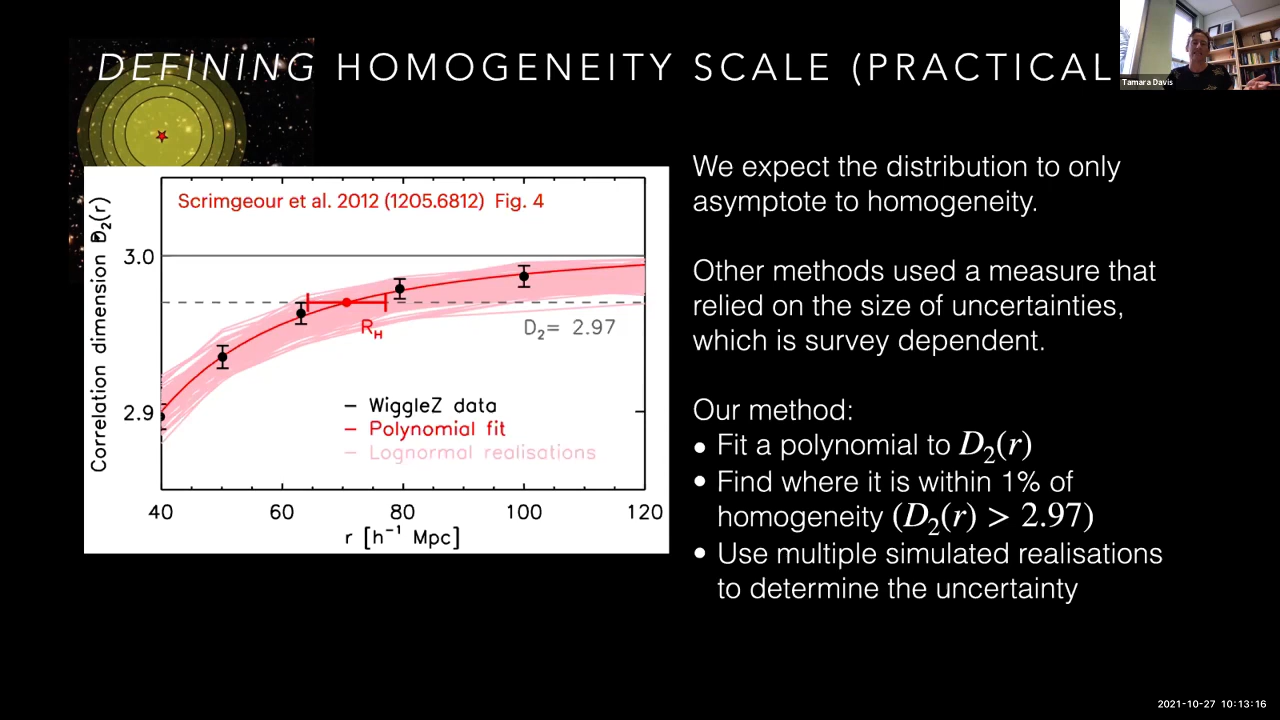 DEFINING HOMOGENEITY SCALE (PRACTICAL
Tamara Davis
Scrimgeour et al. 2012 (1205.6812) Fig. 4
Correlation dimension D₂(r)
3.0
2.9
R_H
D₂= 2.97
WiggleZ data
Polynomial fit
Lognormal realisations
40 60 80 100 120
r [h⁻¹ Mpc]
We expect the distribution to only
asymptote to homogeneity.
Other methods used a measure that
relied on the size of uncertainties,
which is survey dependent.
Our method:
• Fit a polynomial to D₂(r)
• Find where it is within 1% of
homogeneity (D₂(r) > 2.97)
• Use multiple simulated realisations
to determine the uncertainty
2021-10-27 10:13:16